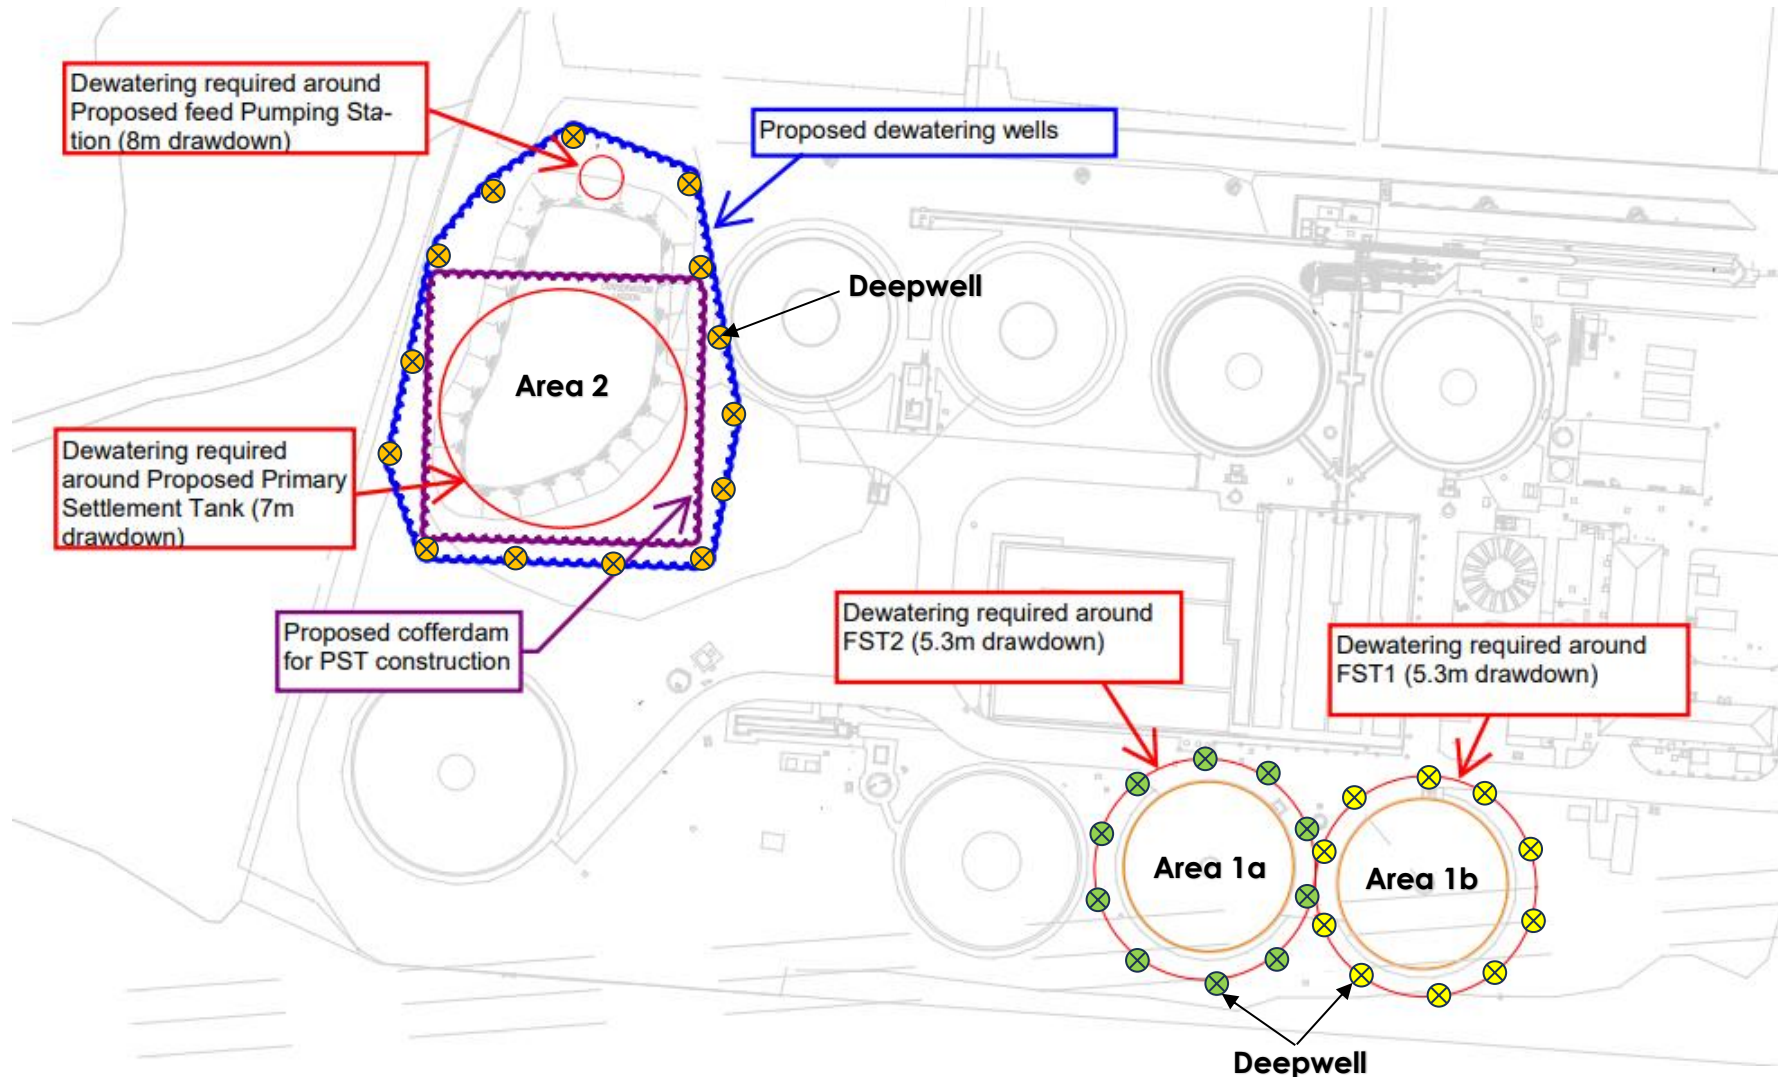 Dewatering required around
Proposed feed Pumping Sta-
tion (8m drawdown)
Proposed dewatering wells
Deepwell
Area 2
Dewatering required
around Proposed Primary
Settlement Tank (7m
drawdown)
Proposed cofferdam
for PST construction
Dewatering required around
FST2 (5.3m drawdown)
Dewatering required around
FST1 (5.3m drawdown)
Area 1a
Area 1b
Deepwell